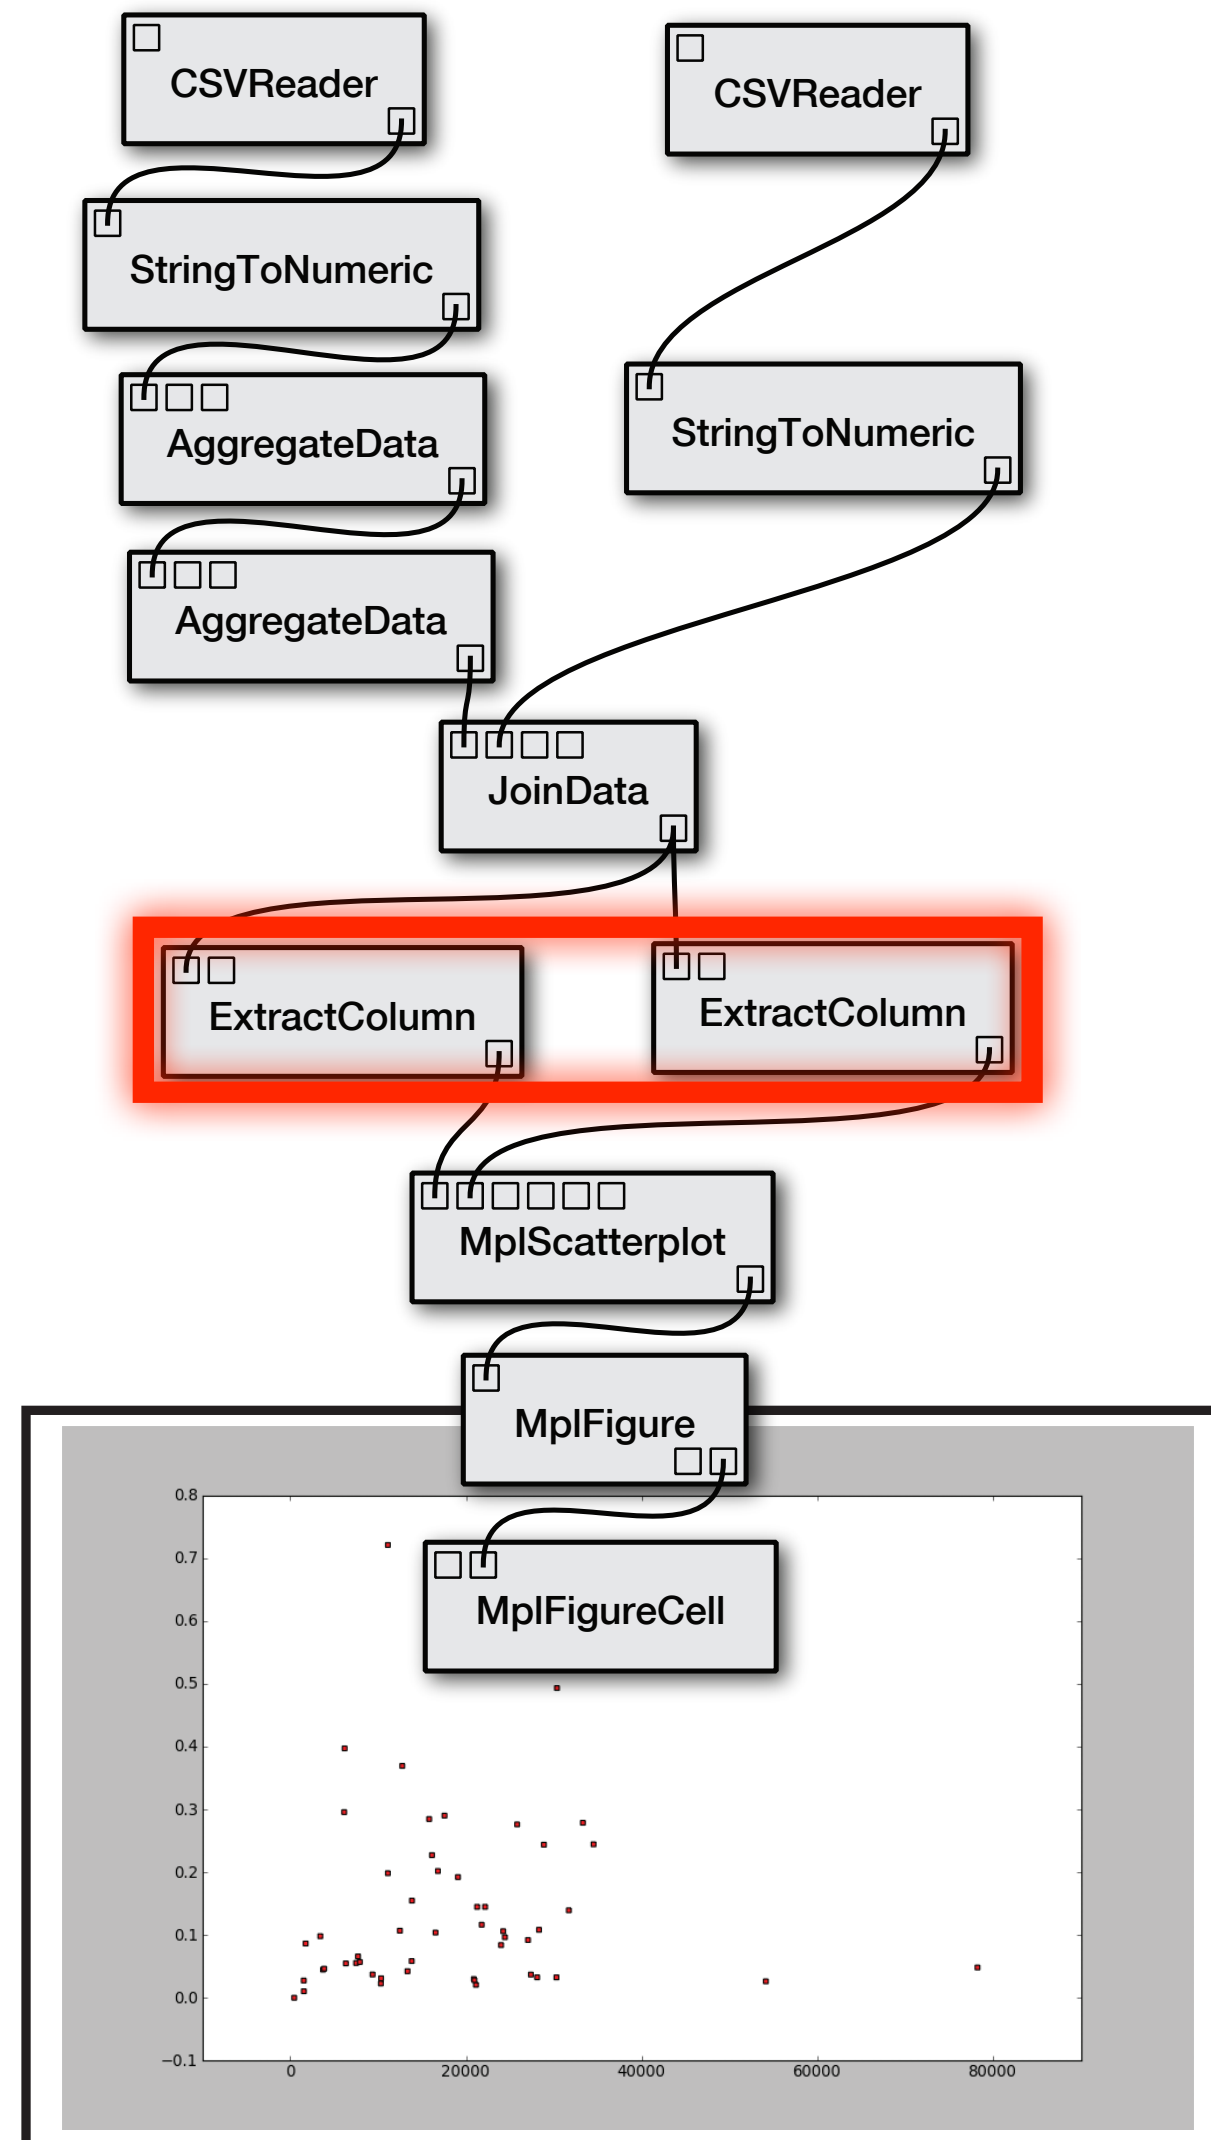 CSVReader
CSVReader
StringToNumeric
AggregateData
StringToNumeric
AggregateData
JoinData
ExtractColumn
ExtractColumn
MplScatterplot
MplFigure
MplFigureCell
0.8
0.7
0.6
0.5
0.4
0.3
0.2
0.1
0.0
−0.1
0 20000 40000 60000 80000